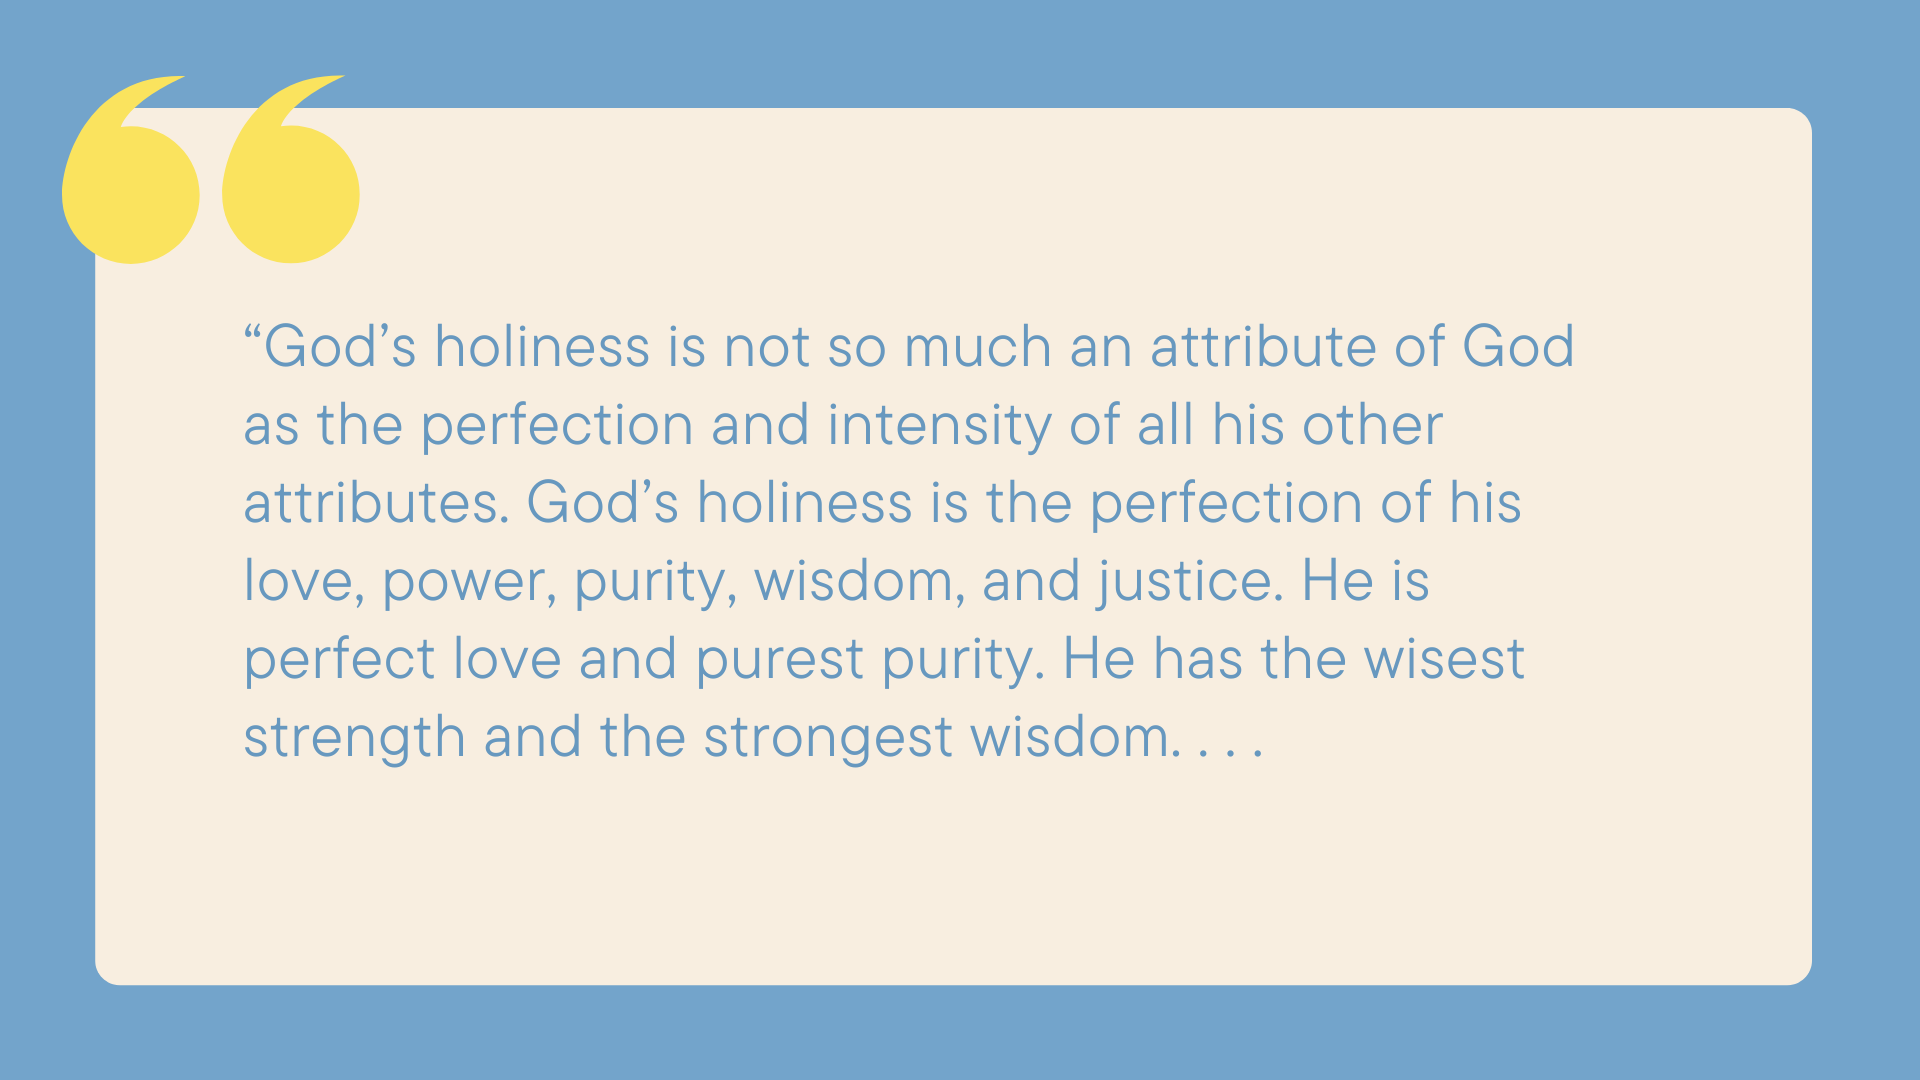 “God’s holiness is not so much an attribute of God
as the perfection and intensity of all his other
attributes. God’s holiness is the perfection of his
love, power, purity, wisdom, and justice. He is
perfect love and purest purity. He has the wisest
strength and the strongest wisdom. . . .